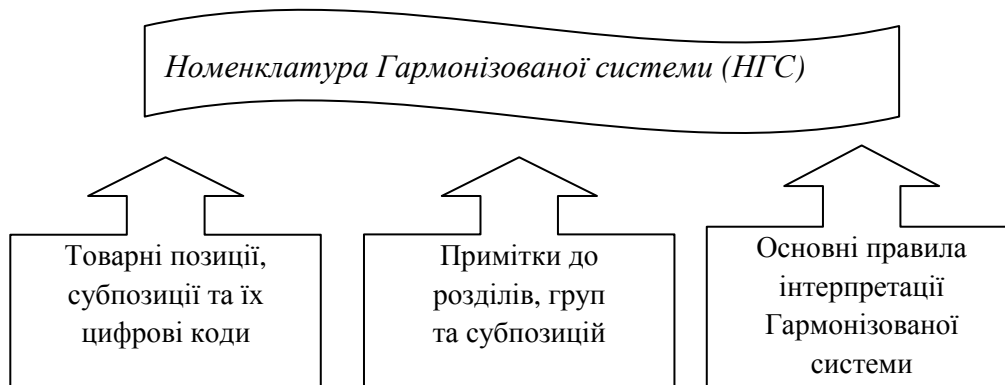 Номенклатура Гармонізованої системи (НГС)
Товарні позиції,
субпозиції та їх
цифрові коди
Примітки до
розділів, груп
та субпозицій
Основні правила
інтерпретації
Гармонізованої
системи